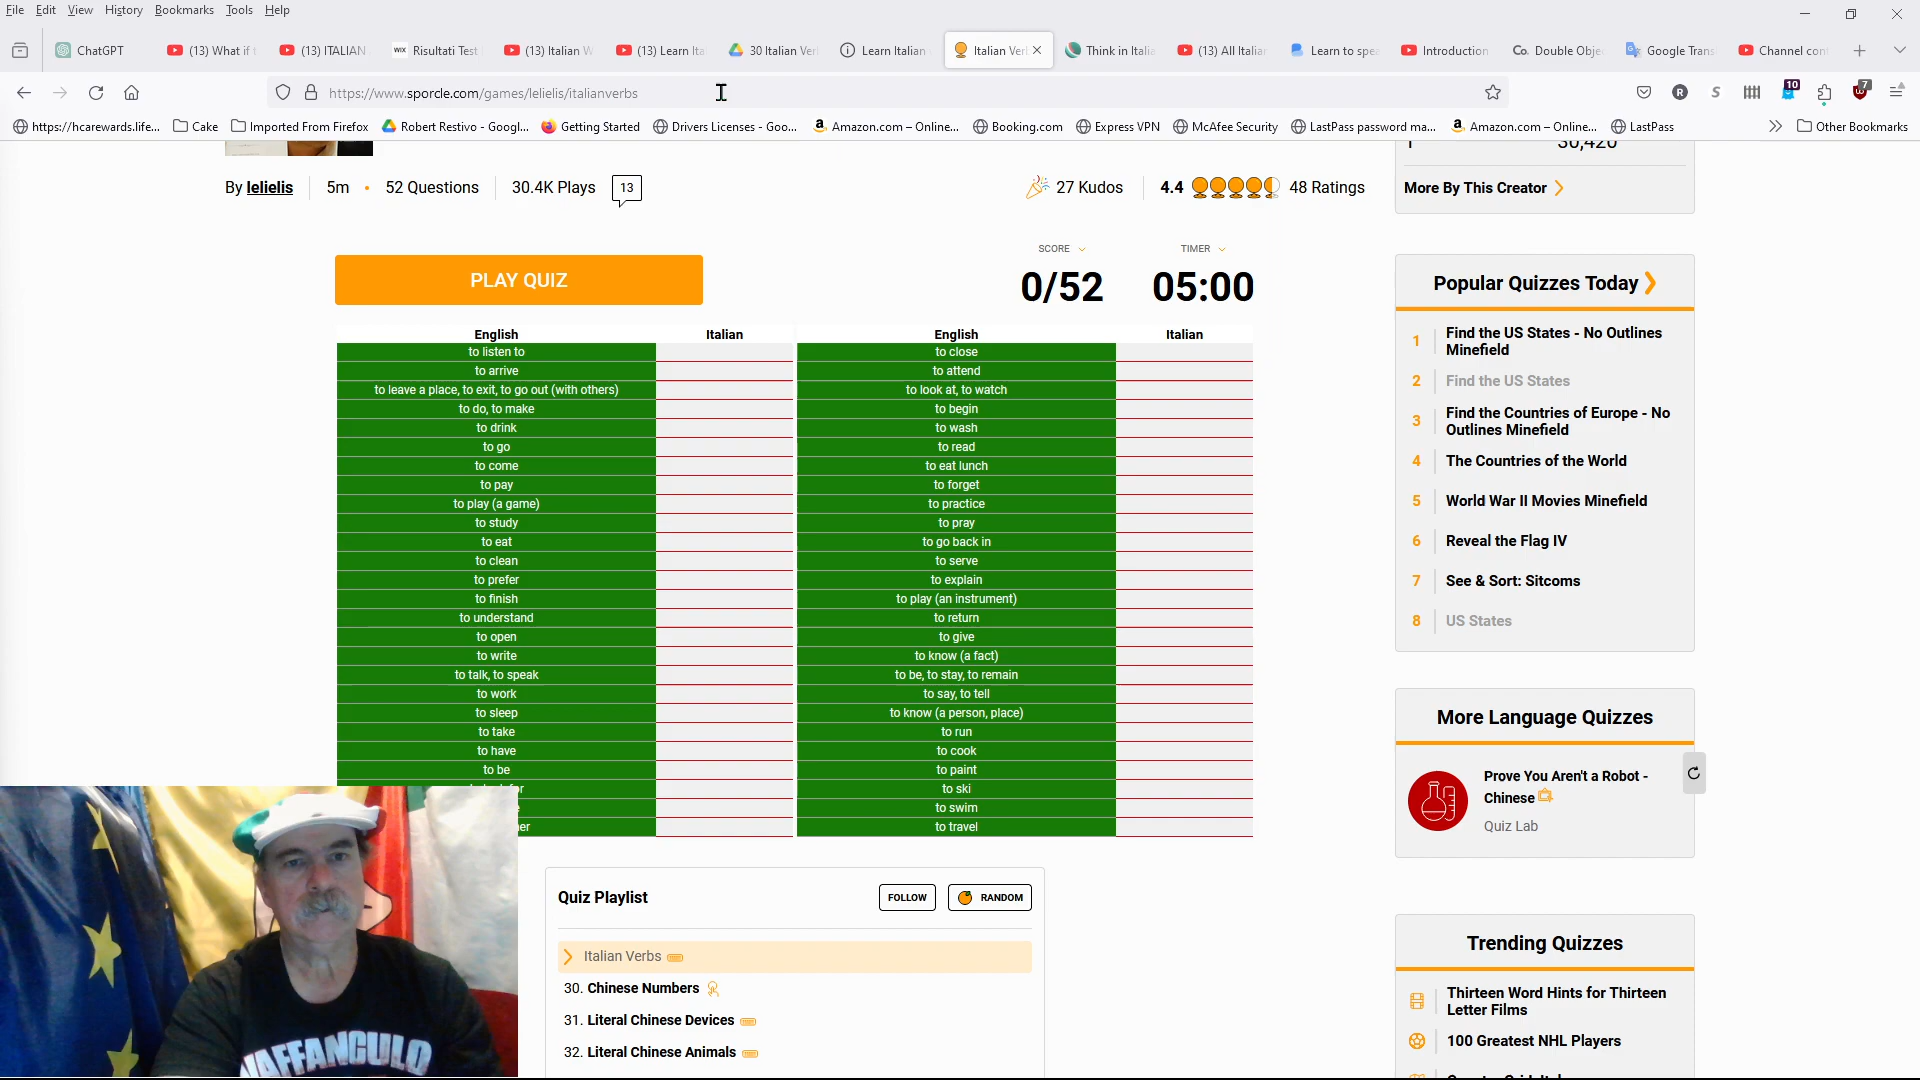 File Edit View History Bookmarks Tools Help
ChatGPT
(13) What if
(13) ITALIAN
WIX Risultati Test
(13) Italian W
(13) Learn Ita
30 Italian Ver
Learn Italian
Italian Ver
Think in Itali
(13) All Italia
Learn to spe
Introduction
Co. Double Obje
Google Trans
Channel con
https://www.sporcle.com/games/lelielis/italianverbs
R
S
10
7
https://hcarewards.life...
Cake
Imported From Firefox
Robert Restivo - Googl...
Getting Started
Drivers Licenses - Goo...
Amazon.com – Online...
Booking.com
Express VPN
McAfee Security
LastPass password ma...
Amazon.com – Online...
LastPass
Other Bookmarks
By lelielis
5m • 52 Questions
30.4K Plays
13
27 Kudos
4.4
48 Ratings
1 30,420
More By This Creator
PLAY QUIZ
SCORE
0/52
TIMER
05:00
English Italian English Italian
to listen to to close
to arrive to attend
to leave a place, to exit, to go out (with others) to look at, to watch
to do, to make to begin
to drink to wash
to go to read
to come to eat lunch
to pay to forget
to play (a game) to practice
to study to pray
to eat to go back in
to clean to serve
to prefer to explain
to finish to play (an instrument)
to understand to return
to open to give
to write to know (a fact)
to talk, to speak to be, to stay, to remain
to work to say, to tell
to sleep to know (a person, place)
to take to run
to have to cook
to be to paint
to ski
to swim
to travel
Popular Quizzes Today
1 Find the US States - No Outlines
Minefield
2 Find the US States
3 Find the Countries of Europe - No
Outlines Minefield
4 The Countries of the World
5 World War II Movies Minefield
6 Reveal the Flag IV
7 See & Sort: Sitcoms
8 US States
More Language Quizzes
Prove You Aren't a Robot -
Chinese
Quiz Lab
Quiz Playlist
FOLLOW
RANDOM
Italian Verbs
30. Chinese Numbers
31. Literal Chinese Devices
32. Literal Chinese Animals
Trending Quizzes
Thirteen Word Hints for Thirteen
Letter Films
100 Greatest NHL Players
VAFFANCULO